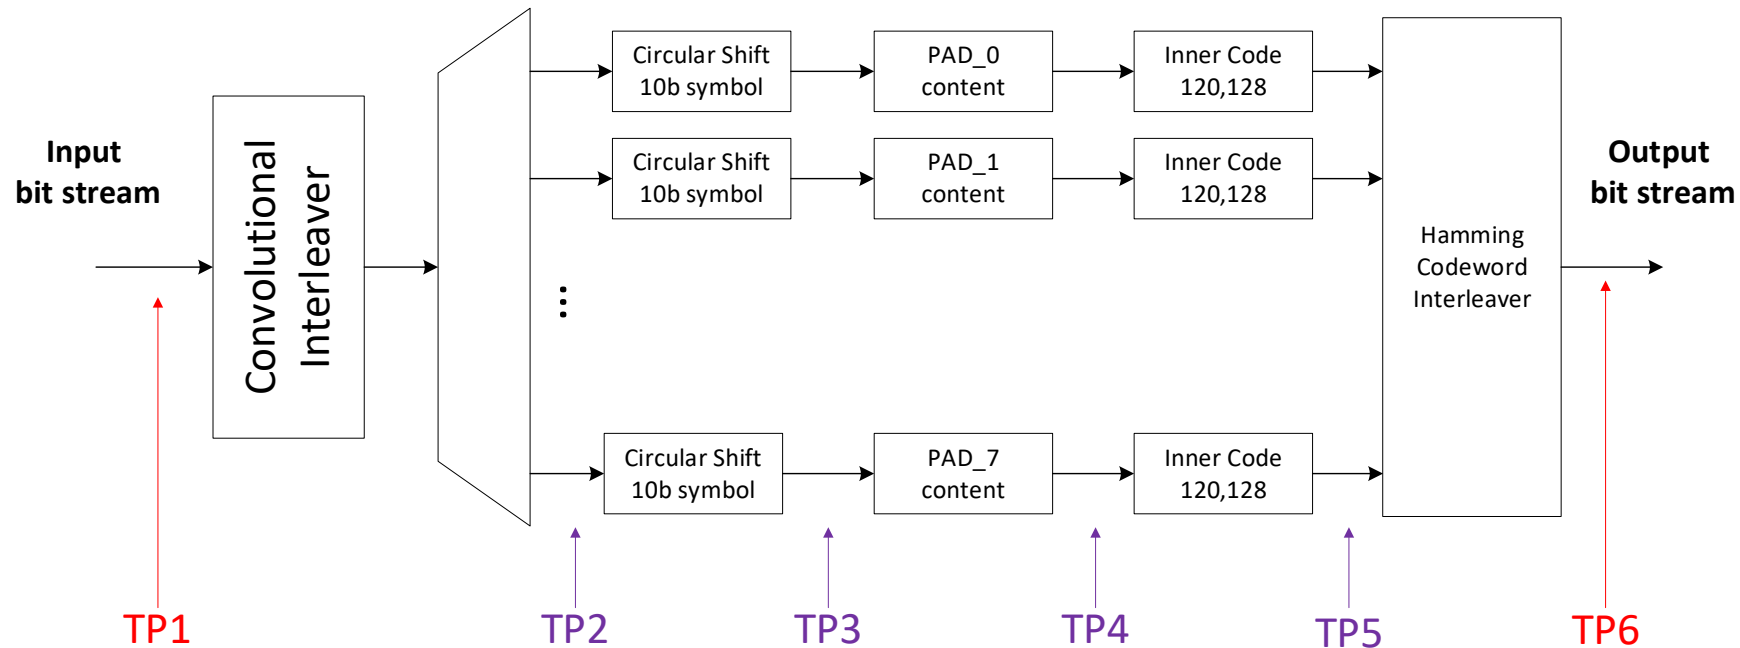 Input
bit stream
Convolutional
Interleaver
Circular Shift
10b symbol
PAD_0
content
Inner Code
120,128
Circular Shift
10b symbol
PAD_1
content
Inner Code
120,128
...
Circular Shift
10b symbol
PAD_7
content
Inner Code
120,128
Hamming
Codeword
Interleaver
Output
bit stream
TP1
TP2
TP3
TP4
TP5
TP6